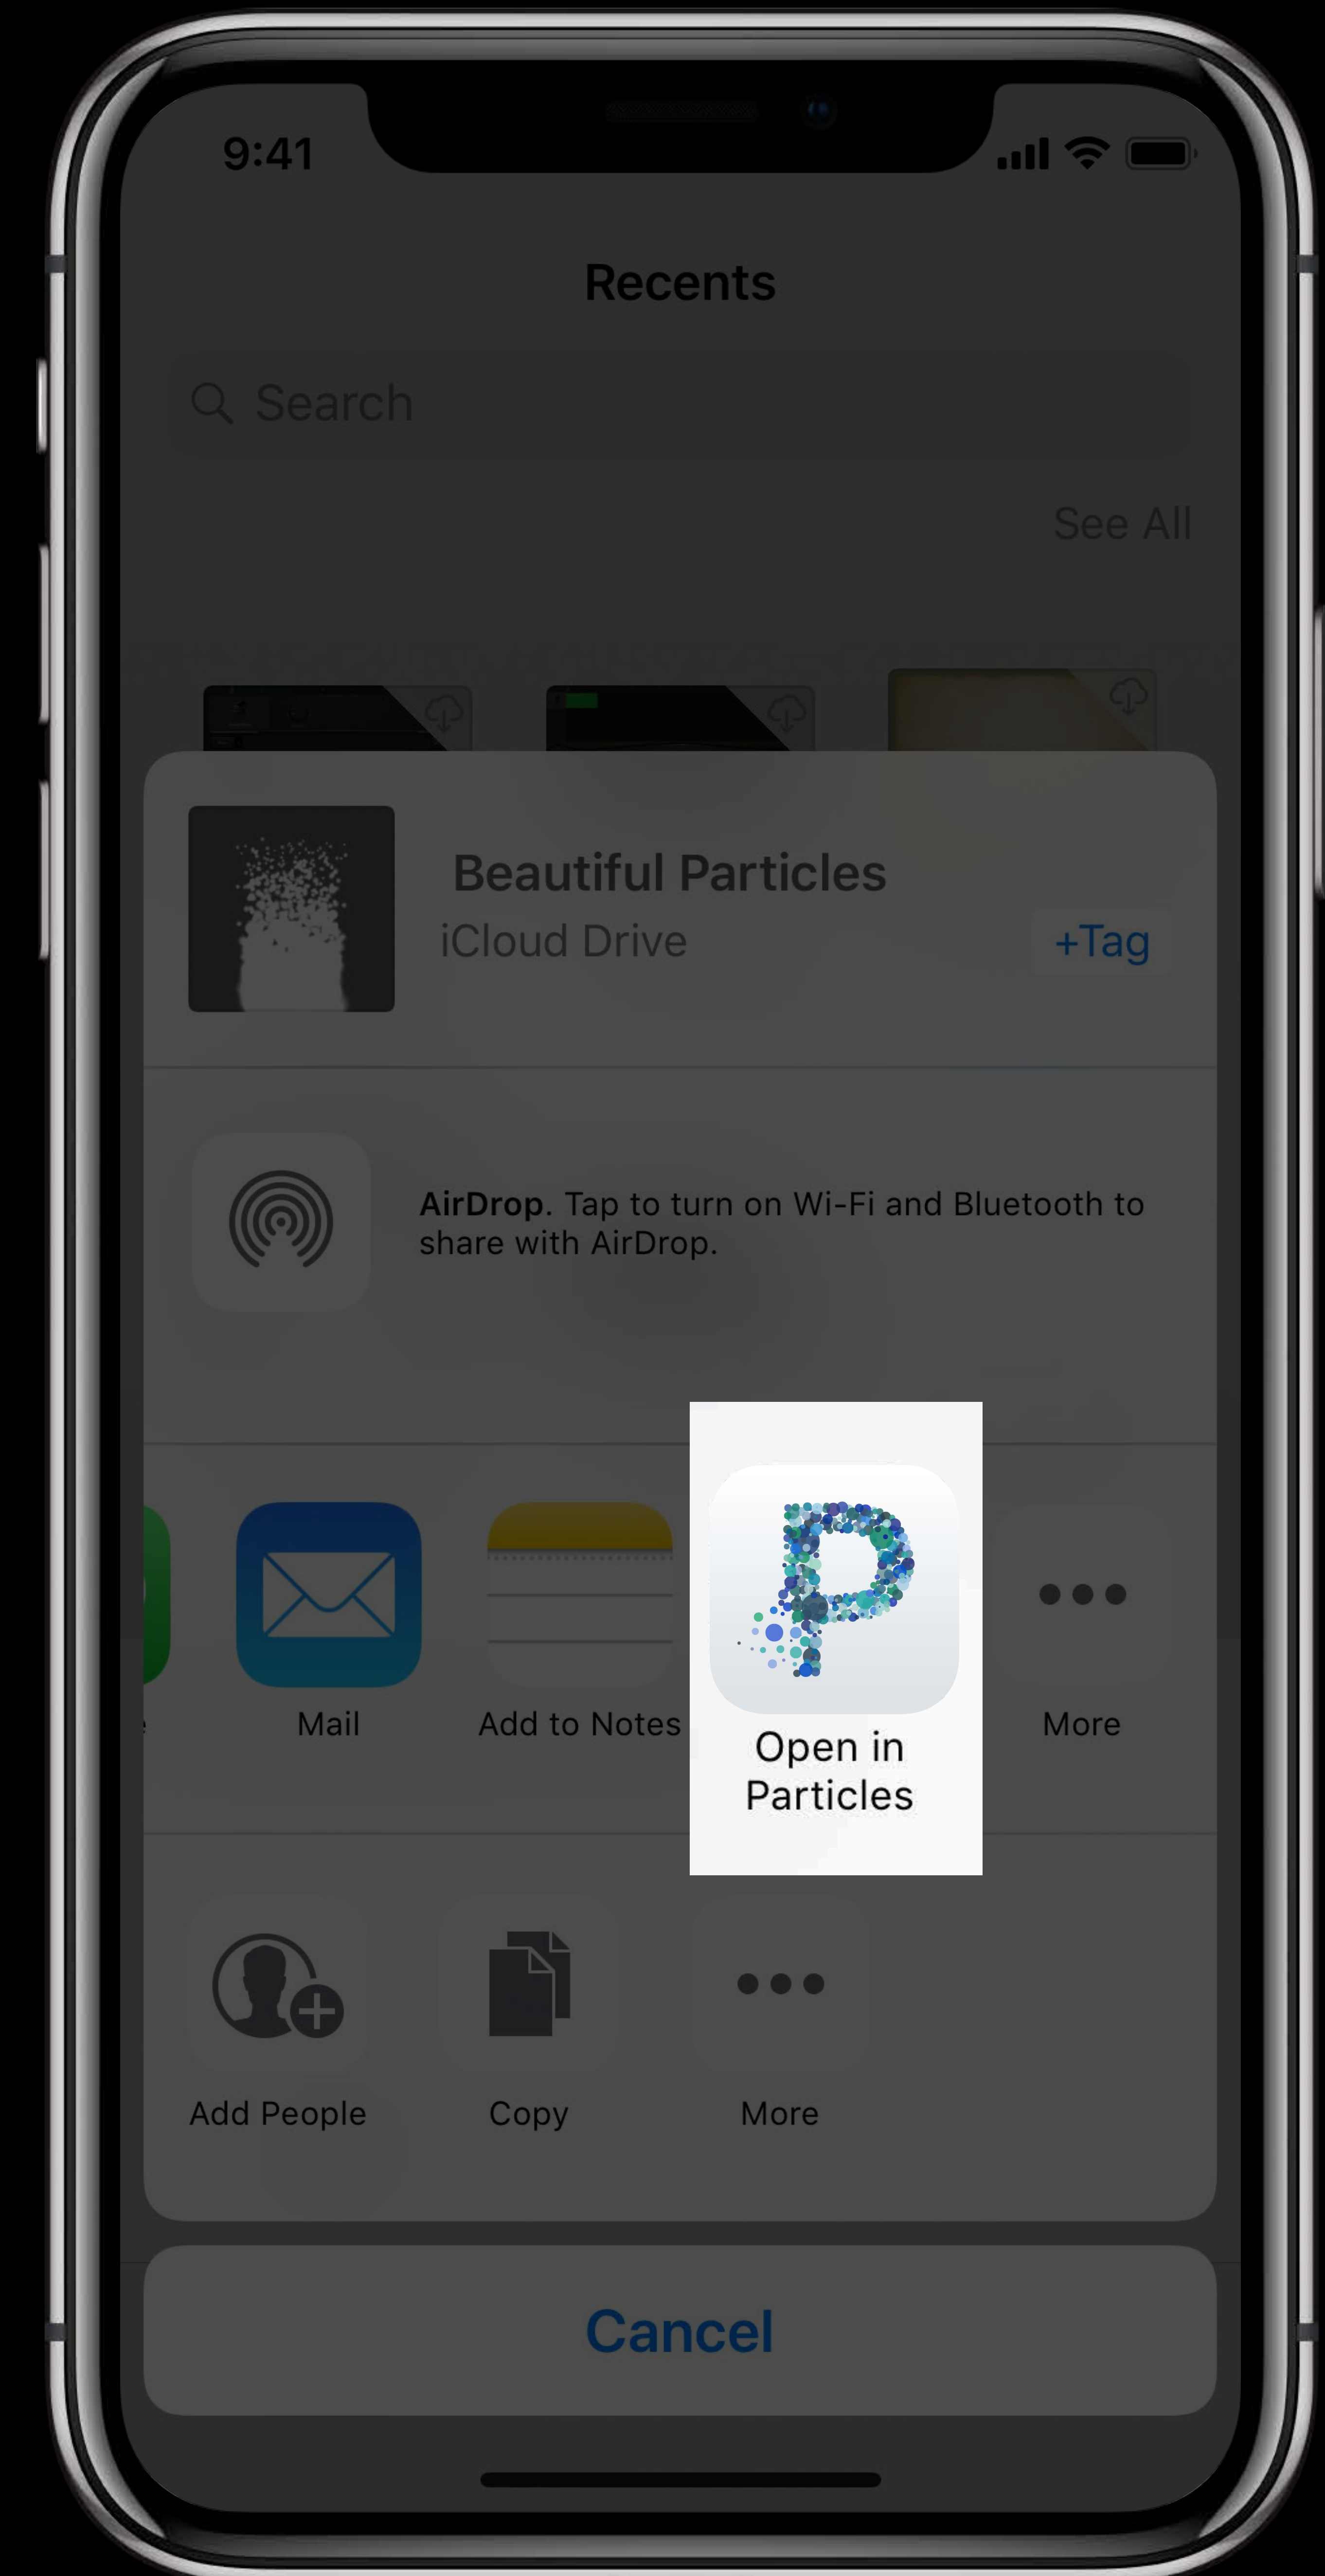 9:41
Recents
Search
See All
Beautiful Particles
iCloud Drive
+Tag
AirDrop. Tap to turn on Wi-Fi and Bluetooth to
share with AirDrop.
Mail
Add to Notes
Open in
Particles
More
Add People
Copy
More
Cancel